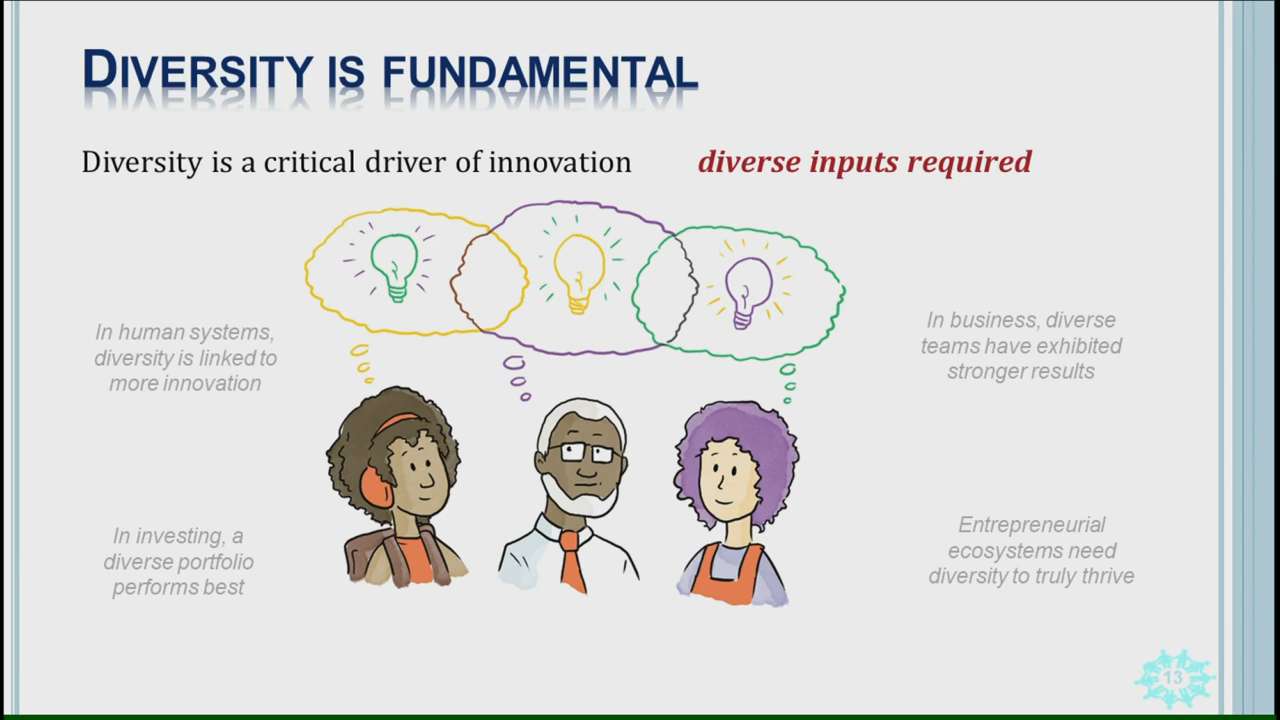 DIVERSITY IS FUNDAMENTAL
Diversity is a critical driver of innovation diverse inputs required
In human systems,
diversity is linked to
more innovation
In business, diverse
teams have exhibited
stronger results
In investing, a
diverse portfolio
performs best
Entrepreneurial
ecosystems need
diversity to truly thrive
13